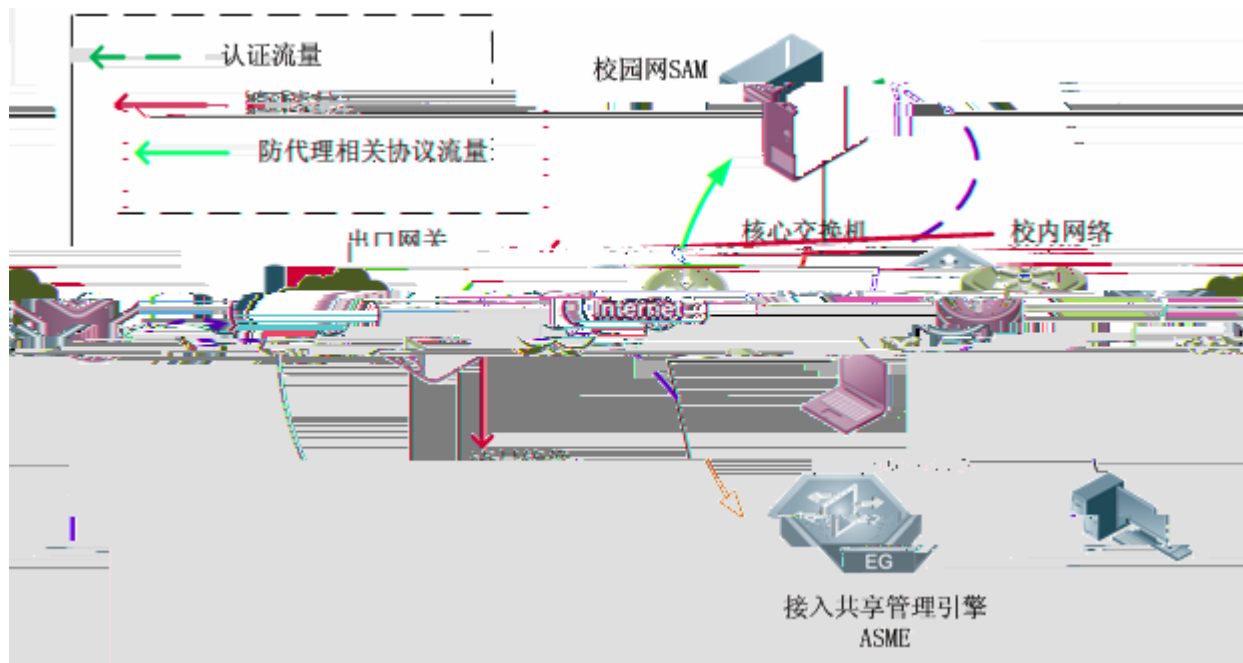 认证流量
校园网SAM
防代理相关协议流量
出口网关
核心交换机
校内网络
Internet
EG
接入共享管理引擎
ASME